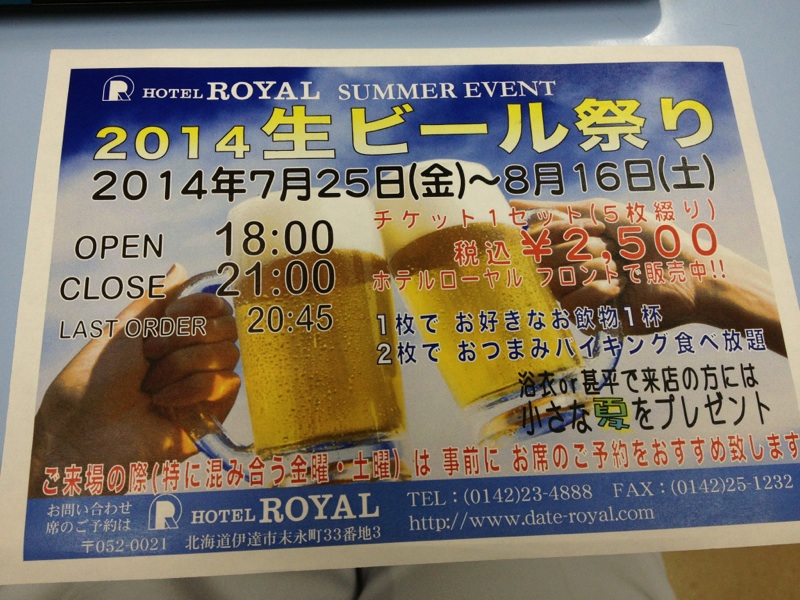 HOTEL ROYAL SUMMER EVENT
2014生ビール祭り
2014年7月25日(金)～8月16日(土)
OPEN 18:00
CLOSE 21:00
LAST ORDER 20:45
チケット1セット(5枚綴り)
税込￥2,500
ホテルローヤル フロントで販売中!!
1枚で お好きなお飲物1杯
2枚で おつまみバイキング食べ放題
浴衣or甚平で来店の方には
小さな夏をプレゼント
ご来場の際(特に混み合う金曜・土曜)は 事前に お席のご予約をおすすめ致します
お問い合わせ
席のご予約は
HOTEL ROYAL
〒052-0021 北海道伊達市末永町33番地3
TEL：(0142)23-4888 FAX：(0142)25-1232
http://www.date-royal.com